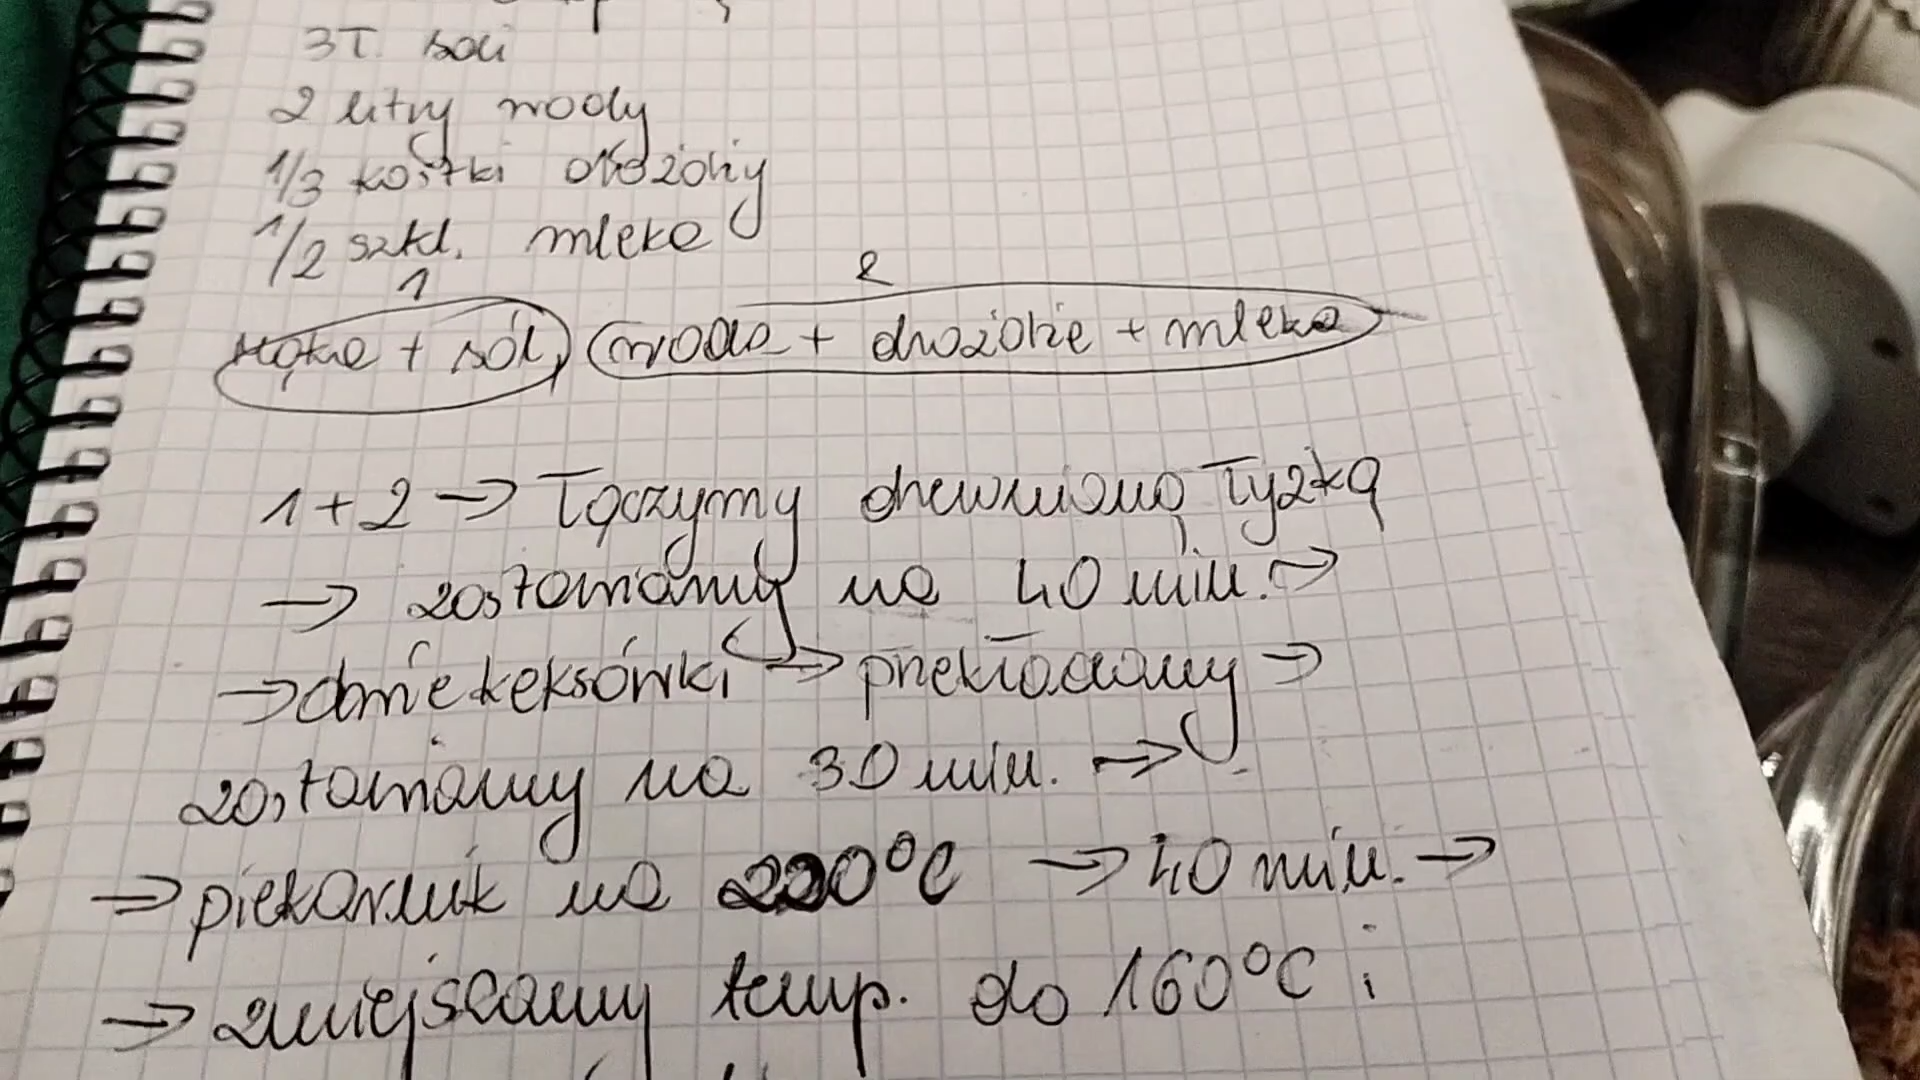 3Ł. soli
2 litry wody
1/3 kostki drożdży
1/2 szkl. mleka
1 2
mąka + sól, woda + drożdże + mleko
1+2 → łączymy drewnianą łyżką
→ zostawiamy na 40 min. →
→ dwie keksówki → przekładamy →
zostawiamy na 30 min. →
→ piekarnik na 220°C → 40 min. →
→ zmniejszamy temp. do 160°C i